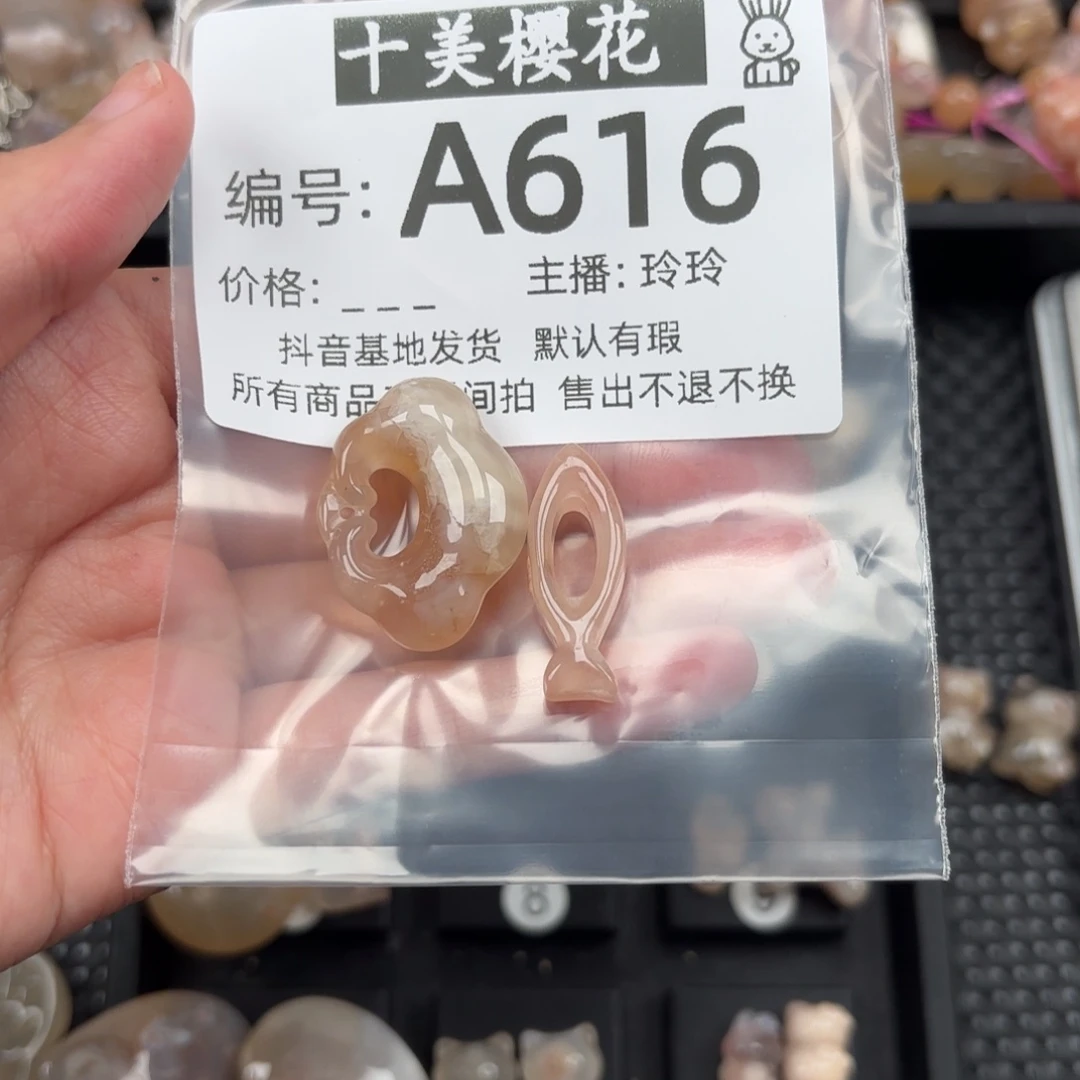 十美樱花
编号: A616
价格: _ _ _ 主播: 玲玲
抖音基地发货 默认有瑕
所有商品 间拍 售出不退不换
8